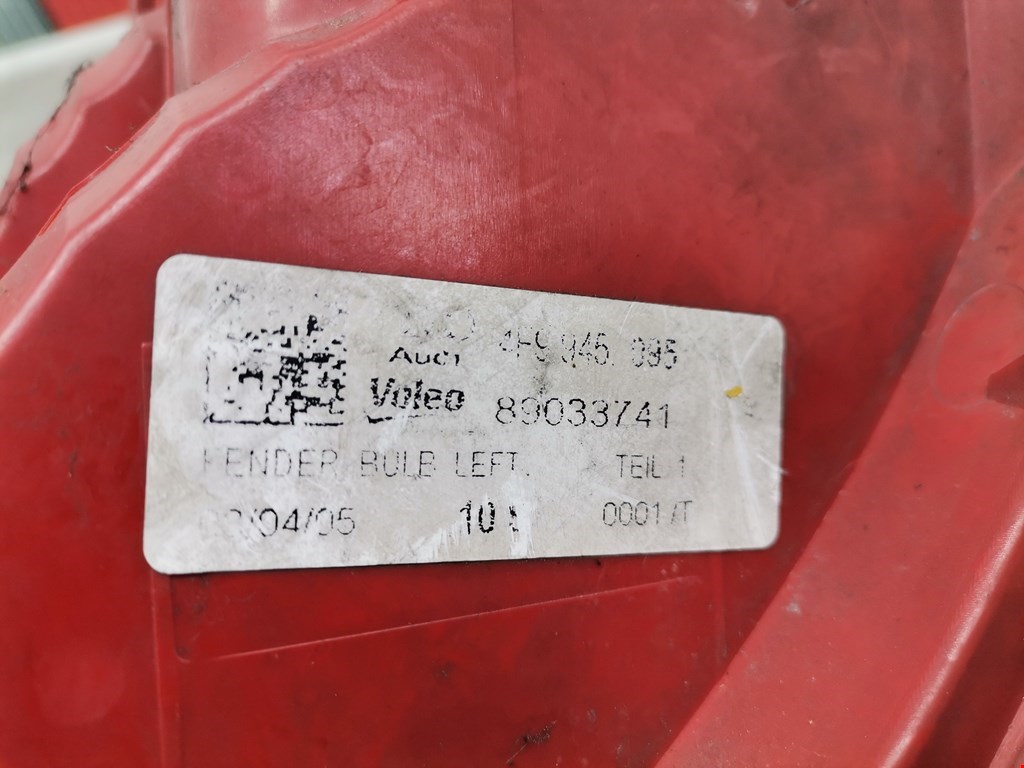 Audi 4F9 945 095
Valeo 89033741
FENDER BULB LEFT. TEIL 1
/04/05 10 0001/T